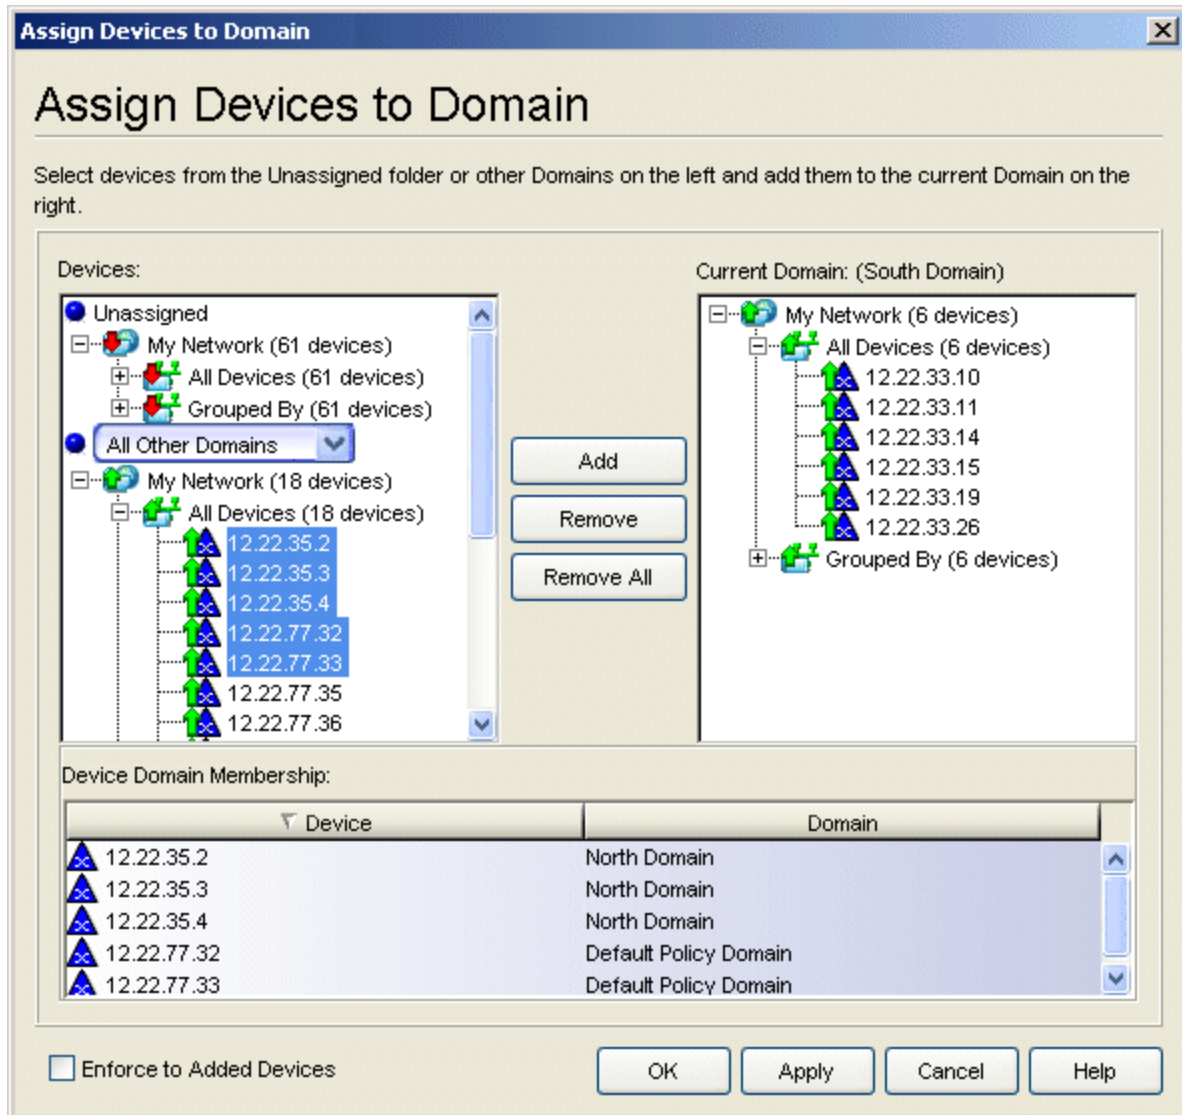 Assign Devices to Domain
Assign Devices to Domain
Select devices from the Unassigned folder or other Domains on the left and add them to the current Domain on the
right.
Devices:
Unassigned
My Network (61 devices)
All Devices (61 devices)
Grouped By (61 devices)
All Other Domains
My Network (18 devices)
All Devices (18 devices)
12.22.35.2
12.22.35.3
12.22.35.4
12.22.77.32
12.22.77.33
12.22.77.35
12.22.77.36
Add
Remove
Remove All
Current Domain: (South Domain)
My Network (6 devices)
All Devices (6 devices)
12.22.33.10
12.22.33.11
12.22.33.14
12.22.33.15
12.22.33.19
12.22.33.26
Grouped By (6 devices)
Device Domain Membership:
Device Domain
12.22.35.2 North Domain
12.22.35.3 North Domain
12.22.35.4 North Domain
12.22.77.32 Default Policy Domain
12.22.77.33 Default Policy Domain
Enforce to Added Devices
OK Apply Cancel Help